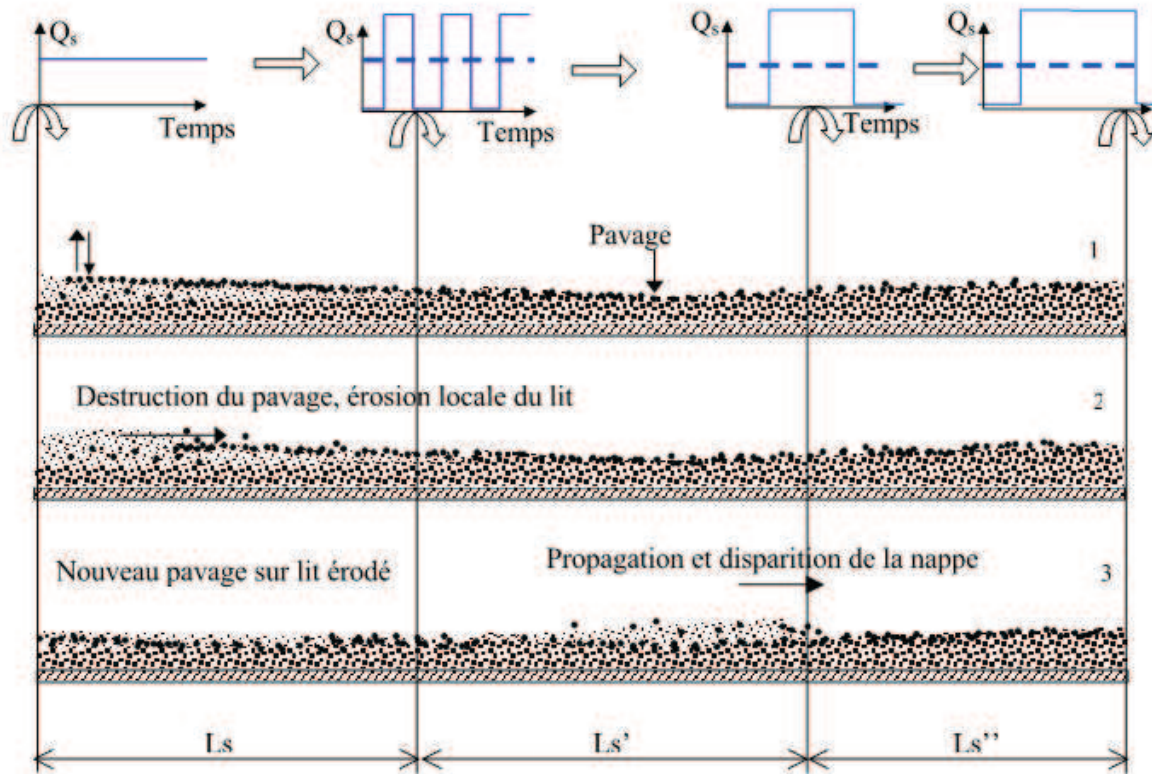 Qs
Temps
Qs
Temps
Qs
Temps
Qs
Pavage
1
Destruction du pavage, érosion locale du lit
2
Nouveau pavage sur lit érodé
Propagation et disparition de la nappe
3
Ls
Ls’
Ls’’